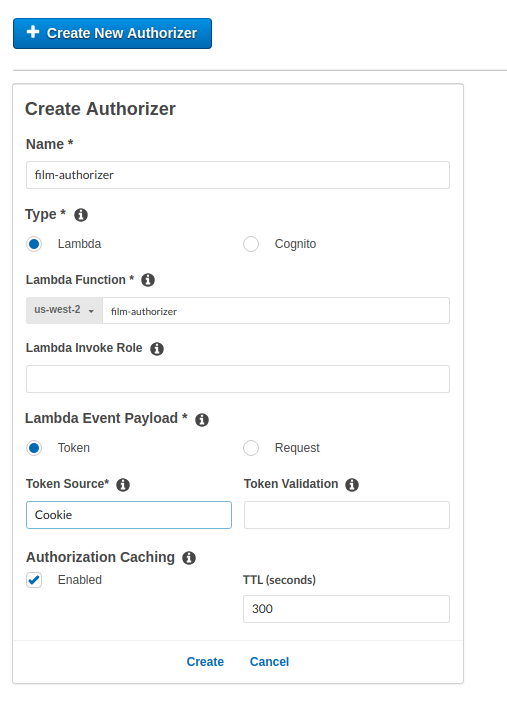 Create New Authorizer
Create Authorizer
Name *
film-authorizer
Type *
Lambda Cognito
Lambda Function *
us-west-2 film-authorizer
Lambda Invoke Role
Lambda Event Payload *
Token Request
Token Source* Token Validation
Cookie
Authorization Caching
Enabled TTL (seconds)
300
Create Cancel